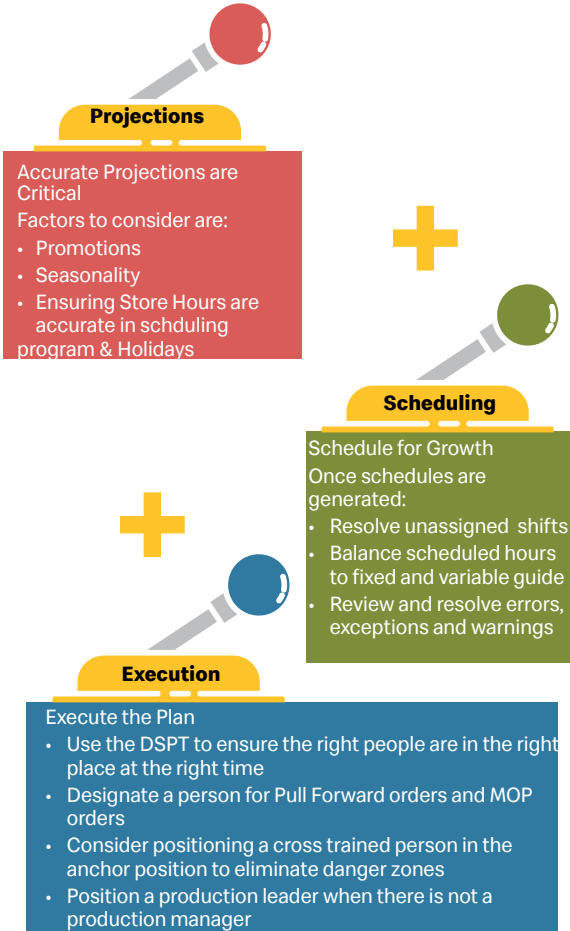 Projections
Accurate Projections are
Critical
Factors to consider are:
• Promotions
• Seasonality
• Ensuring Store Hours are
accurate in schduling
program & Holidays
Scheduling
Schedule for Growth
Once schedules are
generated:
• Resolve unassigned shifts
• Balance scheduled hours
to fixed and variable guide
• Review and resolve errors,
exceptions and warnings
Execution
Execute the Plan
• Use the DSPT to ensure the right people are in the right
place at the right time
• Designate a person for Pull Forward orders and MOP
orders
• Consider positioning a cross trained person in the
anchor position to eliminate danger zones
• Position a production leader when there is not a
production manager